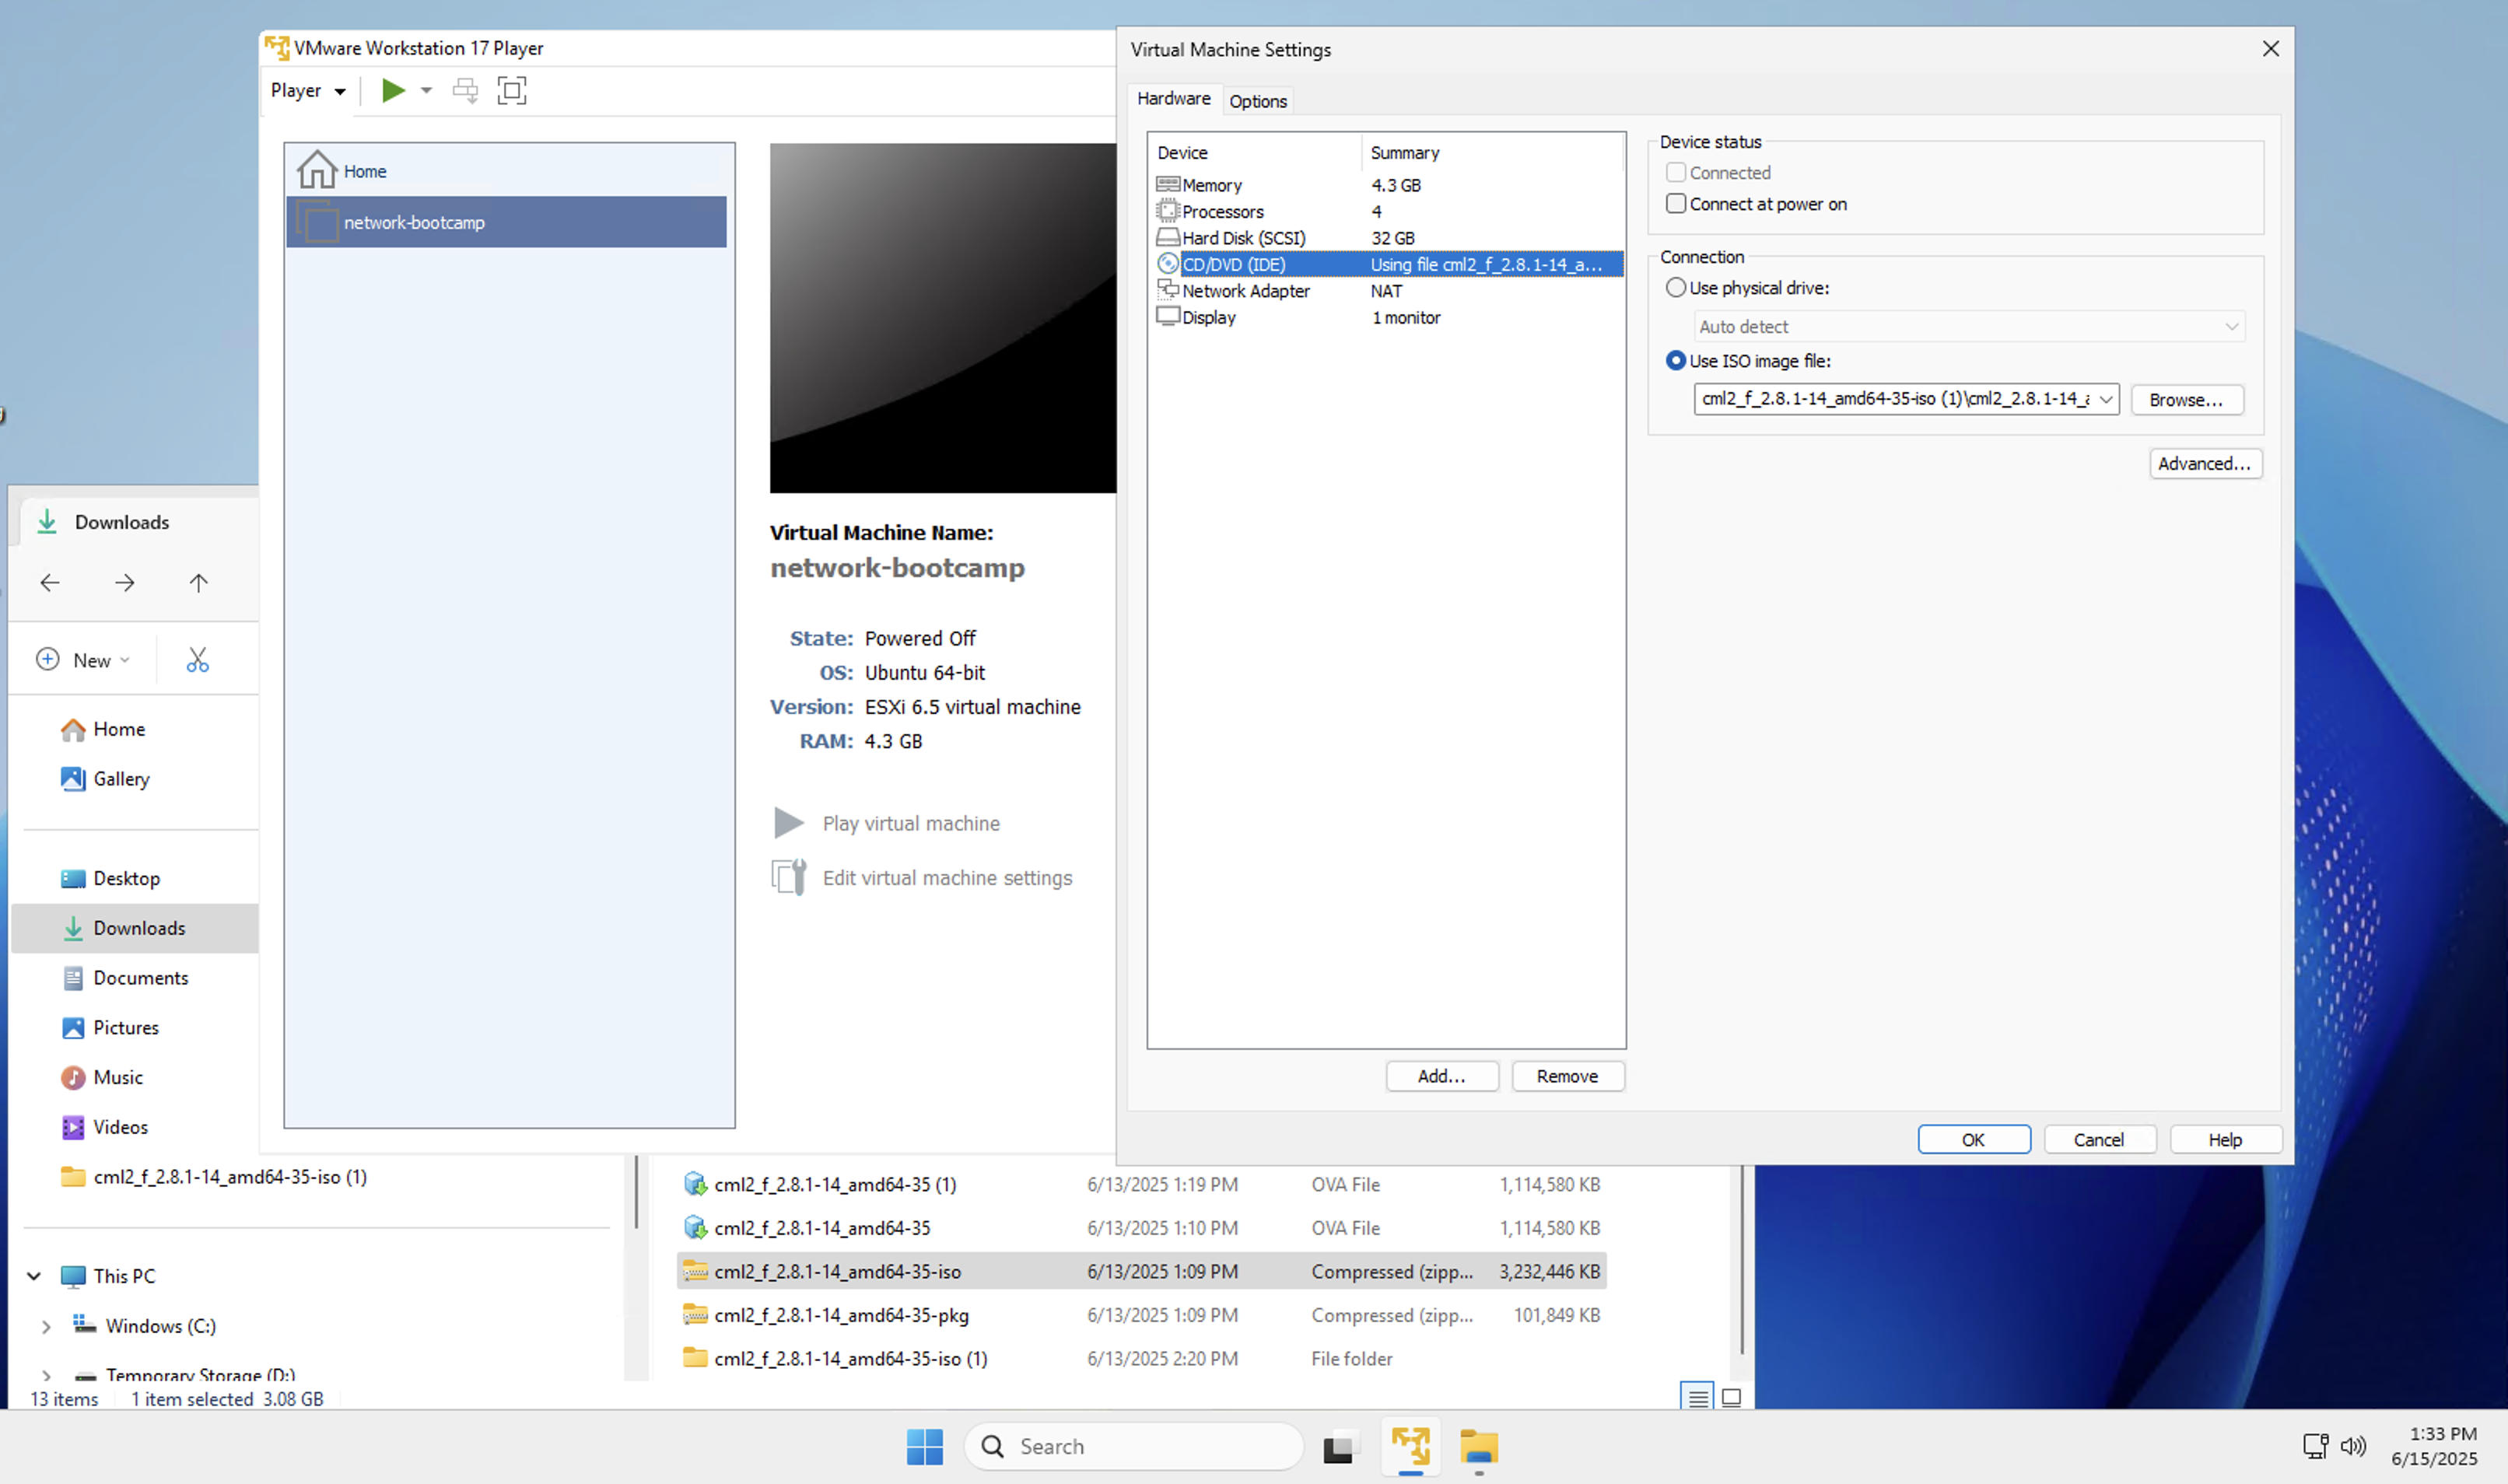 VMware Workstation 17 Player
Player
Home
network-bootcamp
Virtual Machine Name:
network-bootcamp
State: Powered Off
OS: Ubuntu 64-bit
Version: ESXi 6.5 virtual machine
RAM: 4.3 GB
Play virtual machine
Edit virtual machine settings
Virtual Machine Settings
Hardware
Options
Device Summary
Memory 4.3 GB
Processors 4
Hard Disk (SCSI) 32 GB
CD/DVD (IDE) Using file cml2_f_2.8.1-14_a...
Network Adapter NAT
Display 1 monitor
Add...
Remove
Device status
Connected
Connect at power on
Connection
Use physical drive:
Auto detect
Use ISO image file:
cml2_f_2.8.1-14_amd64-35-iso (1)\cml2_2.8.1-14_a
Browse...
Advanced...
OK
Cancel
Help
Downloads
New
Home
Gallery
Desktop
Downloads
Documents
Pictures
Music
Videos
cml2_f_2.8.1-14_amd64-35-iso (1)
This PC
Windows (C:)
Temporary Storage (D:)
cml2_f_2.8.1-14_amd64-35 (1) 6/13/2025 1:19 PM OVA File 1,114,580 KB
cml2_f_2.8.1-14_amd64-35 6/13/2025 1:10 PM OVA File 1,114,580 KB
cml2_f_2.8.1-14_amd64-35-iso 6/13/2025 1:09 PM Compressed (zipp... 3,232,446 KB
cml2_f_2.8.1-14_amd64-35-pkg 6/13/2025 1:09 PM Compressed (zipp... 101,849 KB
cml2_f_2.8.1-14_amd64-35-iso (1) 6/13/2025 2:20 PM File folder
13 items 1 item selected 3.08 GB
Search
1:33 PM
6/15/2025